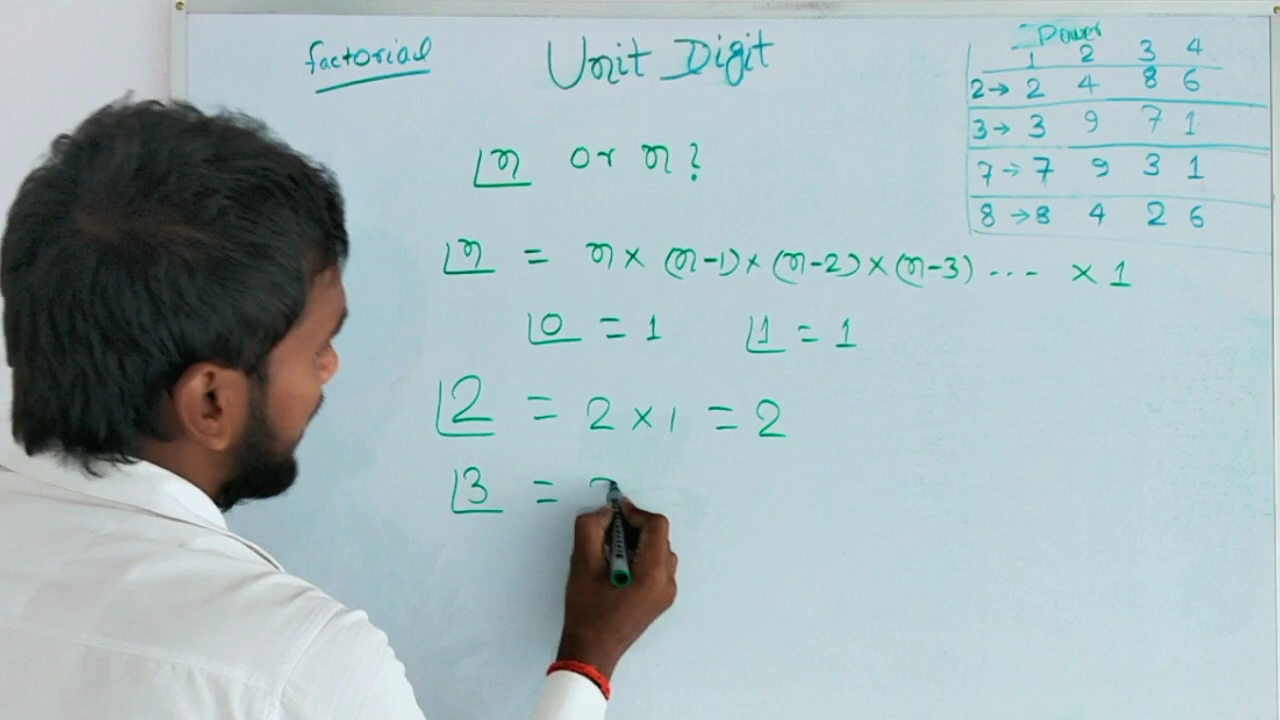 factorial
Unit Digit
Power
1 2 3 4
2→ 2 4 8 6
3→ 3 9 7 1
7→ 7 9 3 1
8→ 8 4 2 6
|n or n?
|n = n× (n-1)× (n-2)×(n-3) --- ×1
|0 = 1 |1 = 1
|2 = 2×1 = 2
|3 =